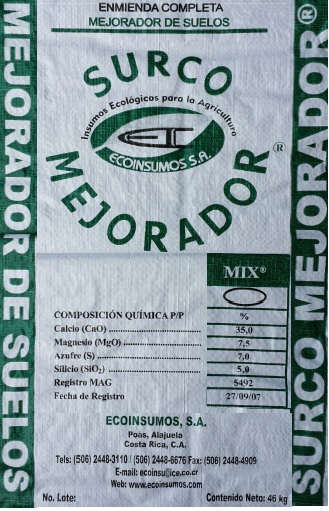 ENMIENDA COMPLETA
MEJORADOR DE SUELOS
SURCO
Insumos Ecológicos para la Agricultura
ECOINSUMOS S.A.
MEJORADOR®
MEJORADOR DE SUELOS
SURCO MEJORADOR®
MIX®
COMPOSICIÓN QUÍMICA P/P %
Calcio (CaO) 35,0
Magnesio (MgO) 7,5
Azufre (S) 7,0
Silicio (SiO₂) 5,0
Registro MAG 5492
Fecha de Registro 27/09/07
ECOINSUMOS, S.A.
Poás, Alajuela
Costa Rica, C.A.
Tels: (506) 2448-3110 / (506) 2448-6676 Fax: (506) 2448-4909
E-mail: ecoinsu@ice.co.cr
Web: www.ecoinsumos.com
No. Lote: Contenido Neto: 46 kg